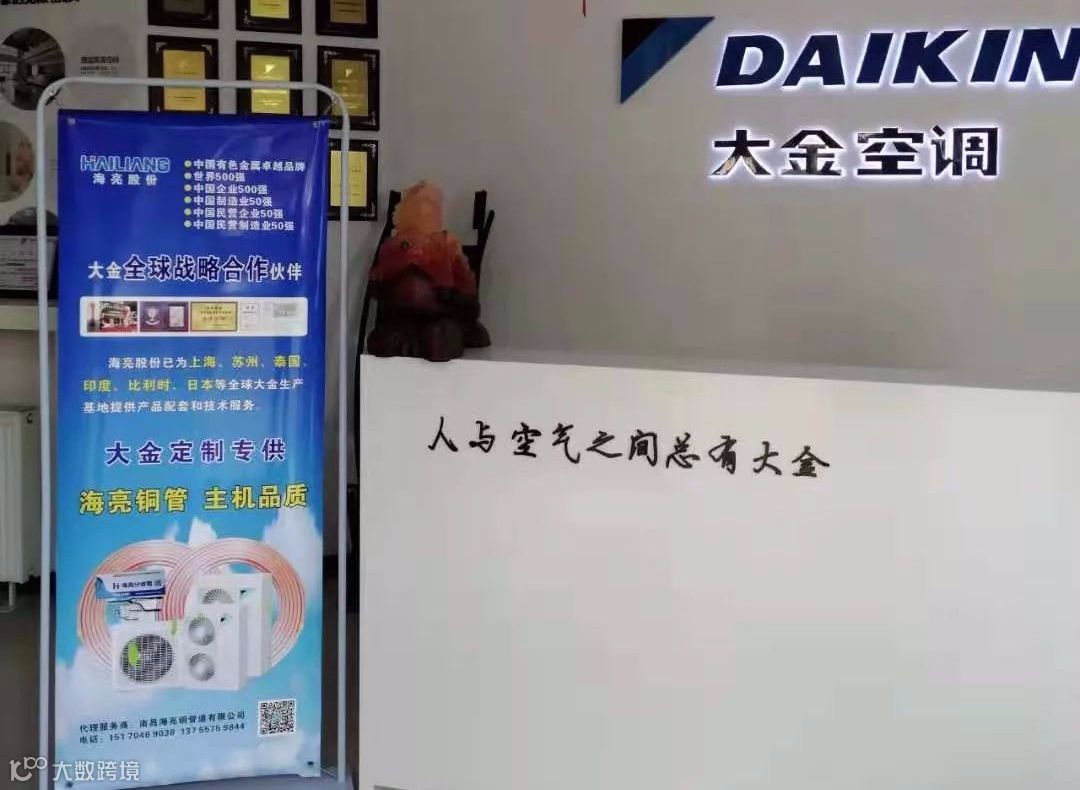 HAILIANG
海亮股份
中国有色金属卓越品牌
世界500强
中国企业500强
中国制造业50强
中国民营企业50强
中国民营制造业50强
大金全球战略合作伙伴
海亮股份已为上海、苏州、泰国、
印度、比利时、日本等全球大金生产
基地提供产品配套和技术服务。
大金定制专供
海亮铜管 主机品质
代理服务商：南昌海亮铜管道有限公司
电话：151 7048 9038 137 5575 9844
DAIKIN
大金空调
人与空气之间总有大金
大数跨境